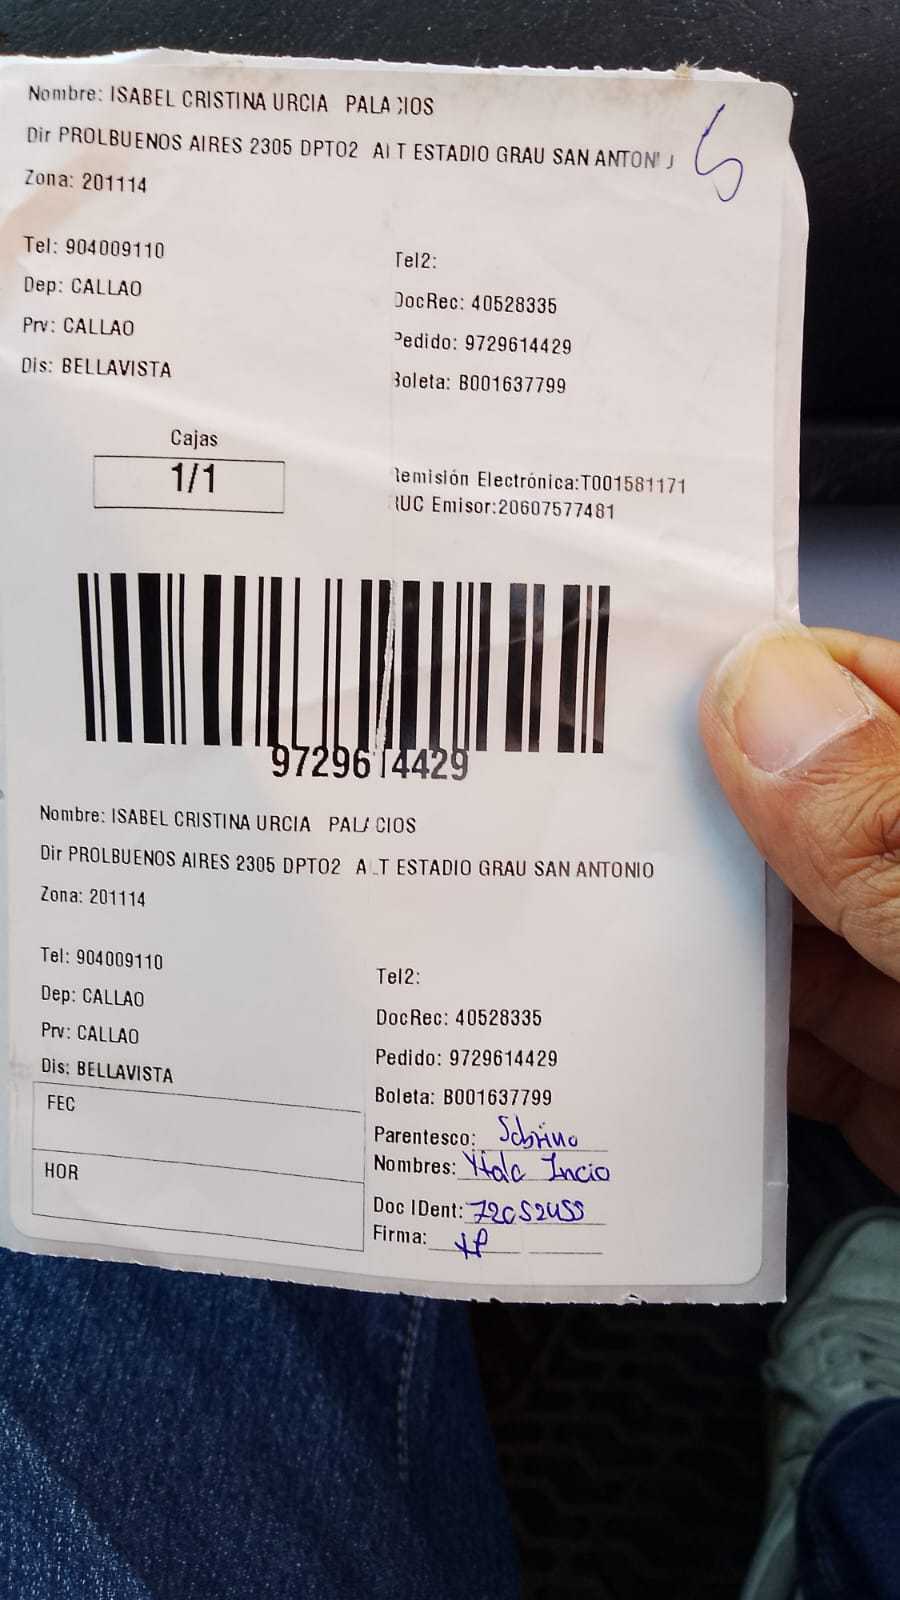 Nombre: ISABEL CRISTINA URCIA PALACIOS
Dir PROLBUENOS AIRES 2305 DPTO2 ALT ESTADIO GRAU SAN ANTONIO
Zona: 201114
Tel: 904009110
Tel2:
Dep: CALLAO
DocRec: 40528335
Prv: CALLAO
Pedido: 9729614429
Dis: BELLAVISTA
Boleta: B001637799
Cajas
1/1
Remisión Electrónica:T001581171
RUC Emisor:20607577481
9729614429
Nombre: ISABEL CRISTINA URCIA PALACIOS
Dir PROLBUENOS AIRES 2305 DPTO2 ALT ESTADIO GRAU SAN ANTONIO
Zona: 201114
Tel: 904009110
Tel2:
Dep: CALLAO
DocRec: 40528335
Prv: CALLAO
Pedido: 9729614429
Dis: BELLAVISTA
Boleta: B001637799
FEC
Parentesco: Sobrino
Nombres: Incio
HOR
Doc IDent:
Firma: